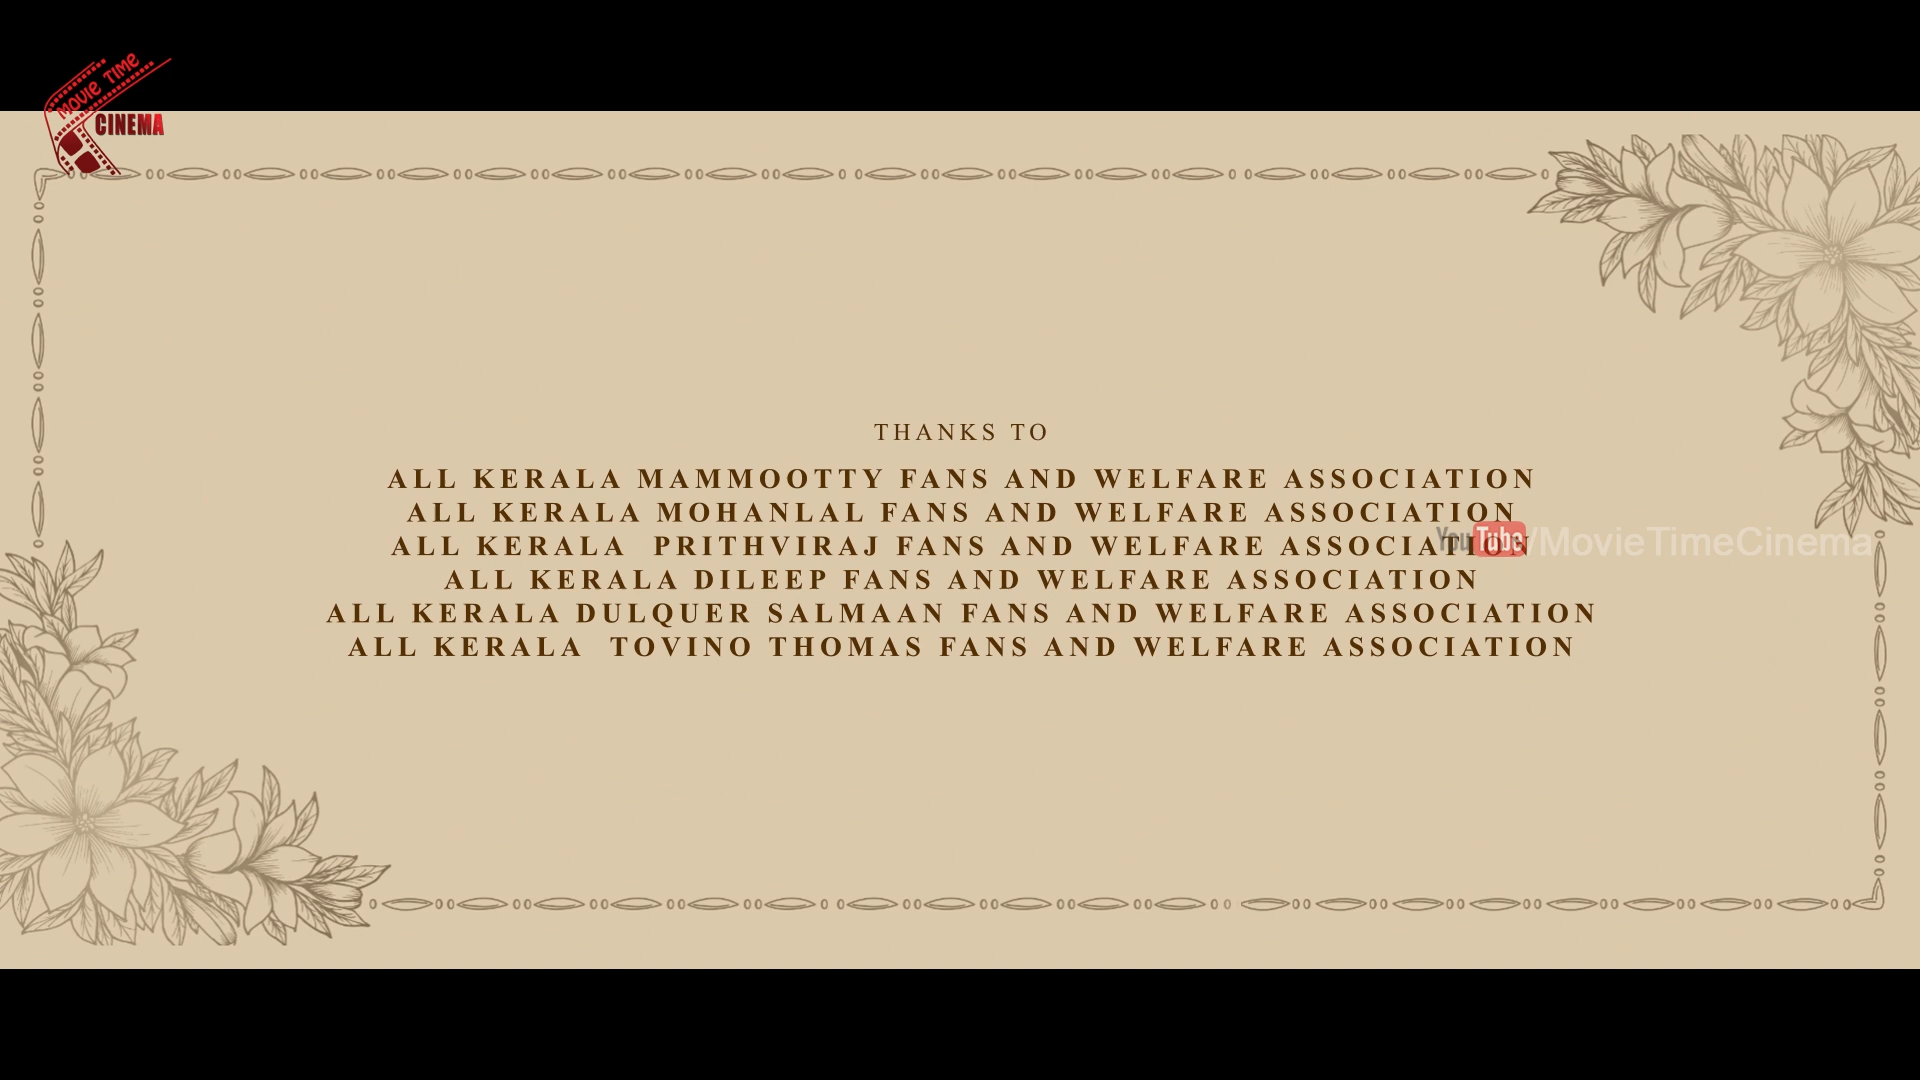 MOVIE TIME
CINEMA
THANKS TO
ALL KERALA MAMMOOTTY FANS AND WELFARE ASSOCIATION
ALL KERALA MOHANLAL FANS AND WELFARE ASSOCIATION
ALL KERALA  PRITHVIRAJ FANS AND WELFARE ASSOCIATION
YouTube/MovieTimeCinema
ALL KERALA DILEEP FANS AND WELFARE ASSOCIATION
ALL KERALA DULQUER SALMAAN FANS AND WELFARE ASSOCIATION
ALL KERALA  TOVINO THOMAS FANS AND WELFARE ASSOCIATION